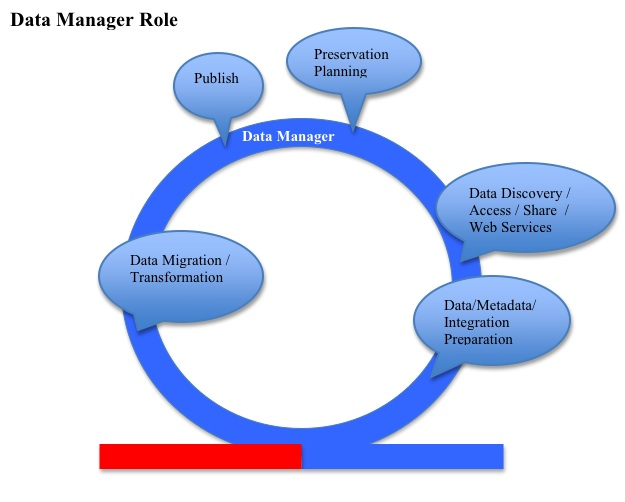 Data Manager Role
Publish
Preservation
Planning
Data Manager
Data Discovery /
Access / Share  /
Web Services
Data Migration /
Transformation
Data/Metadata/
Integration
Preparation